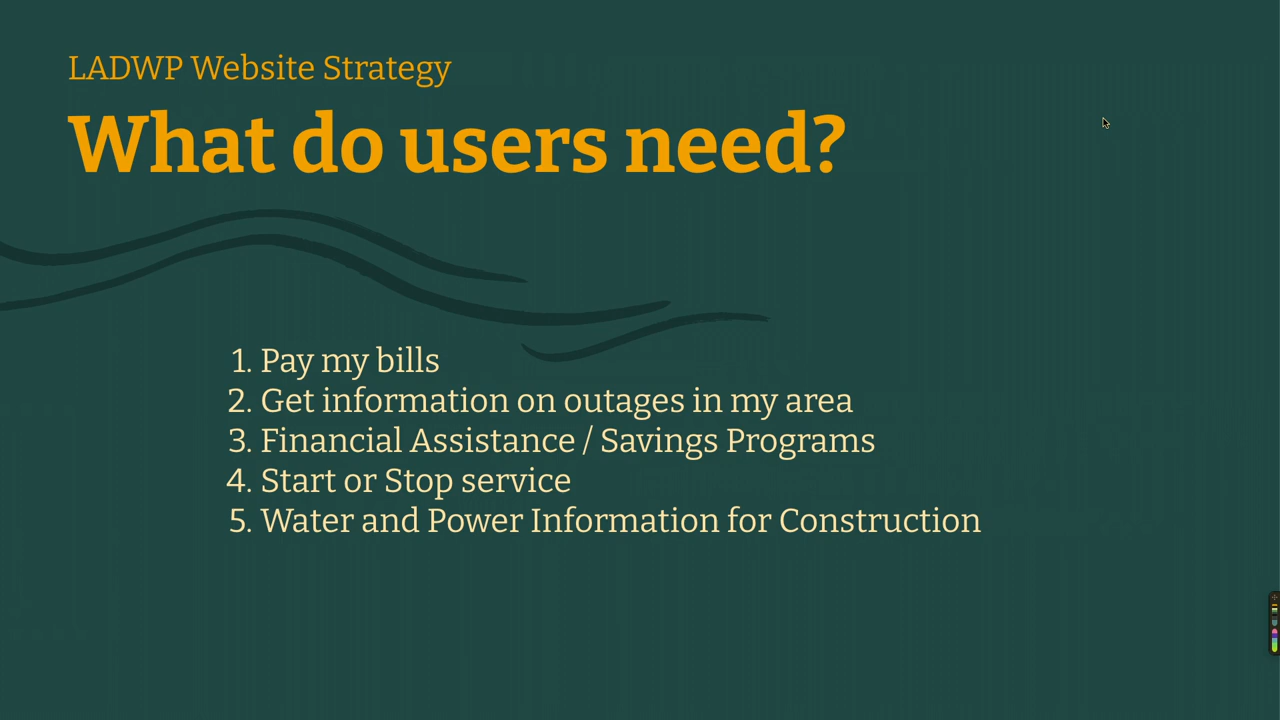 LADWP Website Strategy
What do users need?
1. Pay my bills
2. Get information on outages in my area
3. Financial Assistance / Savings Programs
4. Start or Stop service
5. Water and Power Information for Construction